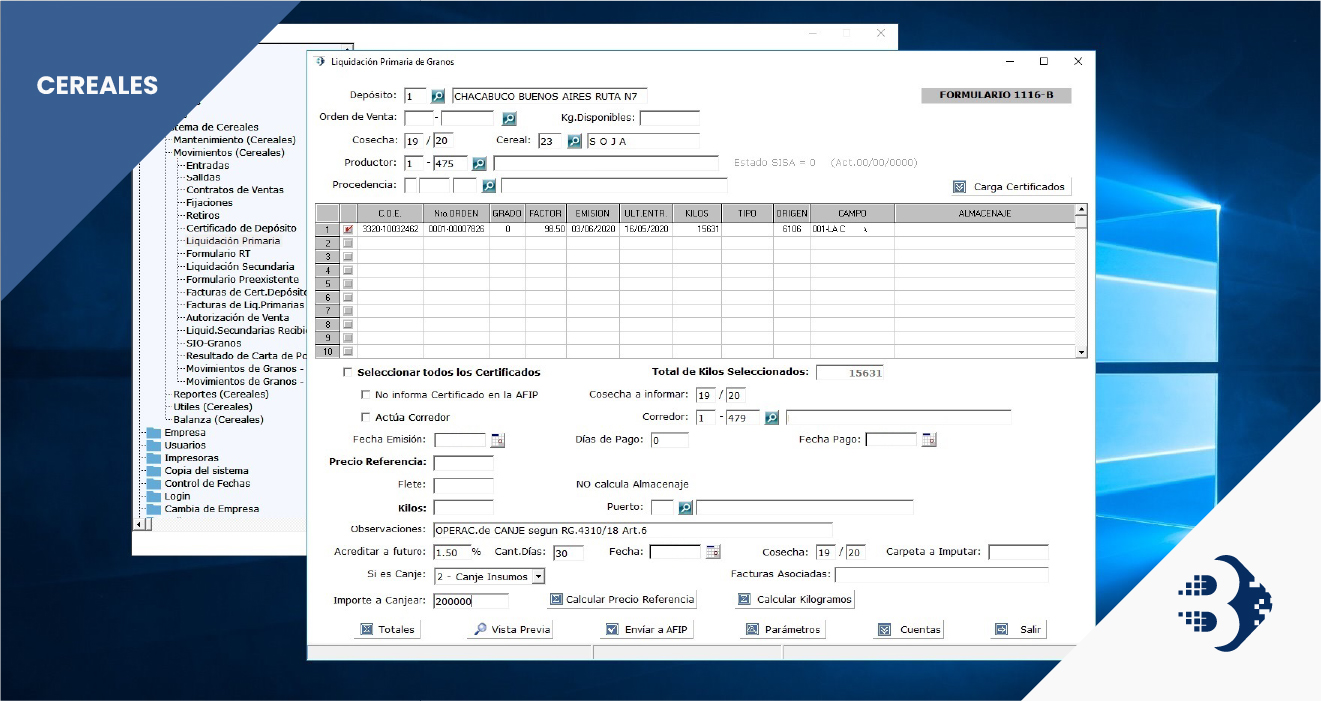 CEREALES
tema de Cereales
Mantenimiento (Cereales)
Movimientos (Cereales)
Entradas
Salidas
Contratos de Ventas
Fijaciones
Retiros
Certificado de Depósito
Liquidación Primaria
Formulario RT
Liquidación Secundaria
Formulario Preexistente
Facturas de Cert.Depósito
Facturas de Liq.Primarias
Autorización de Venta
Liquid.Secundarias Recibi
SIO-Granos
Resultado de Carta de Po
Movimientos de Granos -
Movimientos de Granos -
Reportes (Cereales)
Utiles (Cereales)
Balanza (Cereales)
Empresa
Usuarios
Impresoras
Copia del sistema
Control de Fechas
Login
Cambia de Empresa
Liquidación Primaria de Granos
Depósito: 1 CHACABUCO BUENOS AIRES RUTA N7 FORMULARIO 1116-B
Orden de Venta: - Kg.Disponibles:
Cosecha: 19 / 20 Cereal: 23 S O J A
Productor: 1 - 475 Estado SISA = 0 (Act.00/00/0000)
Procedencia: Carga Certificados
C.O.E. Nro.ORDEN GRADO FACTOR EMISION ULT.ENTR. KILOS TIPO ORIGEN CAMPO ALMACENAJE
1 3320-10032462 0001-00007826 0 98.50 03/06/2020 16/05/2020 15631 6106 001-LA C
2
3
4
5
6
7
8
9
10
Seleccionar todos los Certificados Total de Kilos Seleccionados: 15631
No informa Certificado en la AFIP Cosecha a informar: 19 / 20
Actúa Corredor Corredor: 1 - 479
Fecha Emisión: Días de Pago: 0 Fecha Pago:
Precio Referencia:
Flete: NO calcula Almacenaje
Kilos: Puerto:
Observaciones: OPERAC.de CANJE segun RG.4310/18 Art.6
Acreditar a futuro: 1.50 % Cant.Días: 30 Fecha: Cosecha: 19 / 20 Carpeta a Imputar:
Si es Canje: 2 - Canje Insumos Facturas Asociadas:
Importe a Canjear: 200000 Calcular Precio Referencia Calcular Kilogramos
Totales Vista Previa Envíar a AFIP Parámetros Cuentas Salir